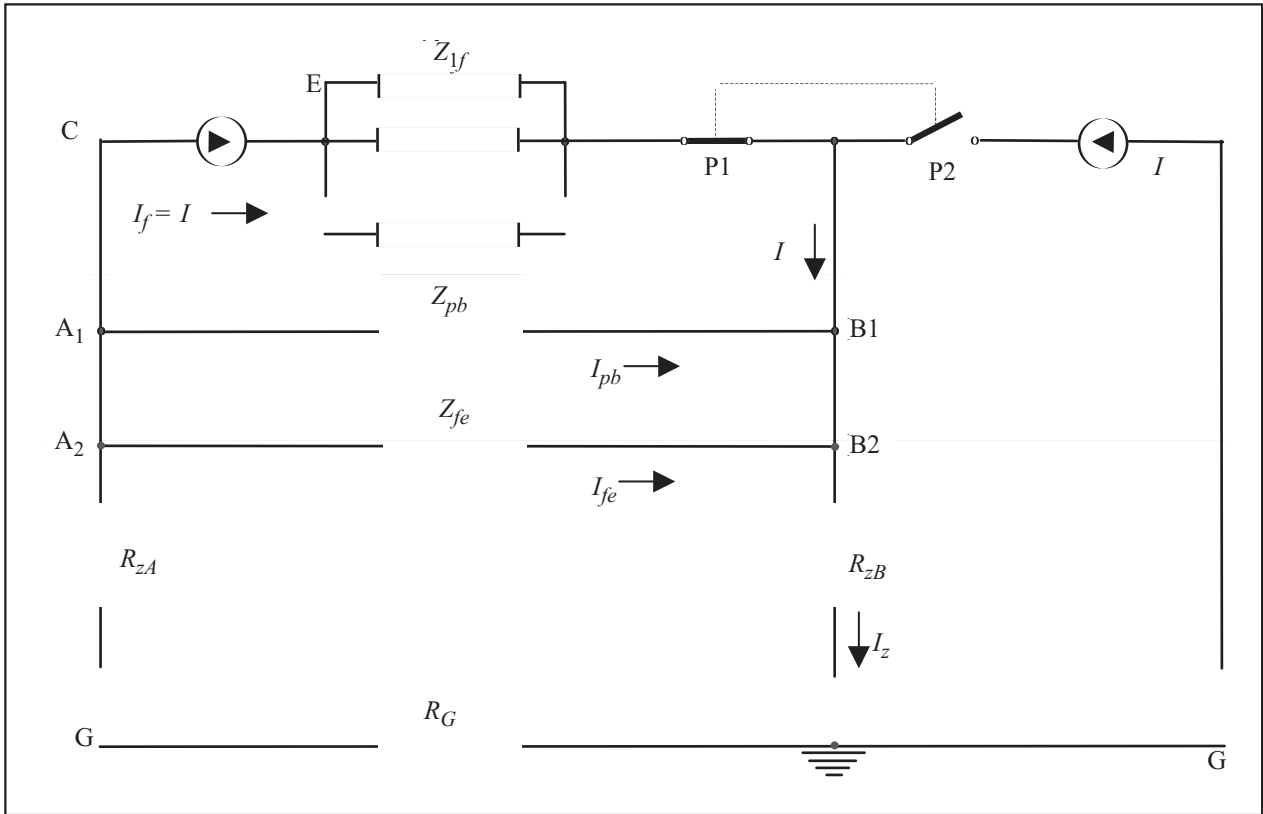 Z1f
E
C
P1
P2
I
If = I
I
Zpb
A1
B1
Ipb
Zfe
A2
B2
Ife
RzA
RzB
Iz
RG
G
G